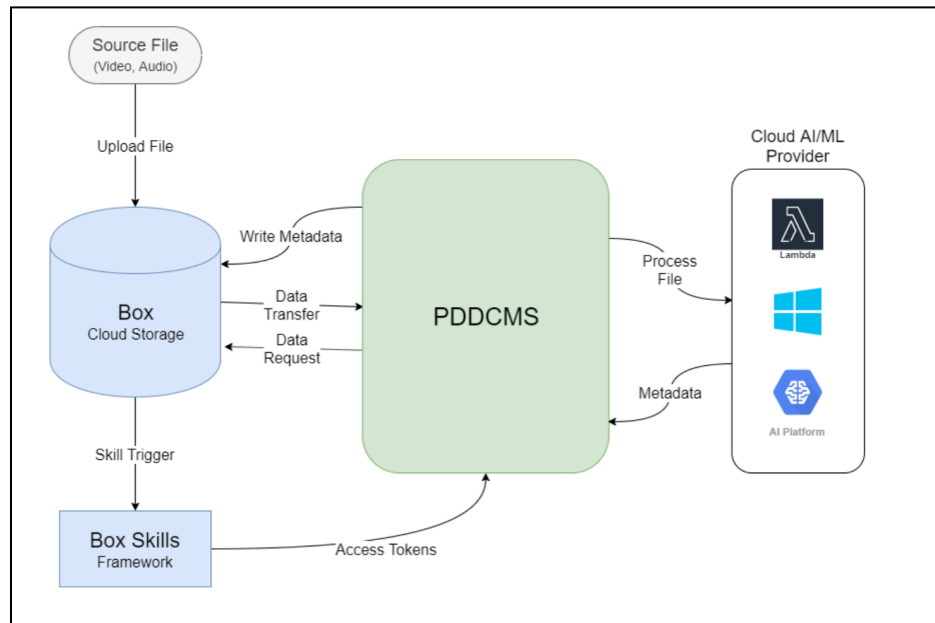 Source File
(Video, Audio)
Upload File
Cloud AI/ML
Provider
Write Metadata
Lambda
Process
File
Box
Cloud Storage
Data
Transfer
PDDCMS
Data
Request
Metadata
AI Platform
Skill Trigger
Box Skills
Framework
Access Tokens